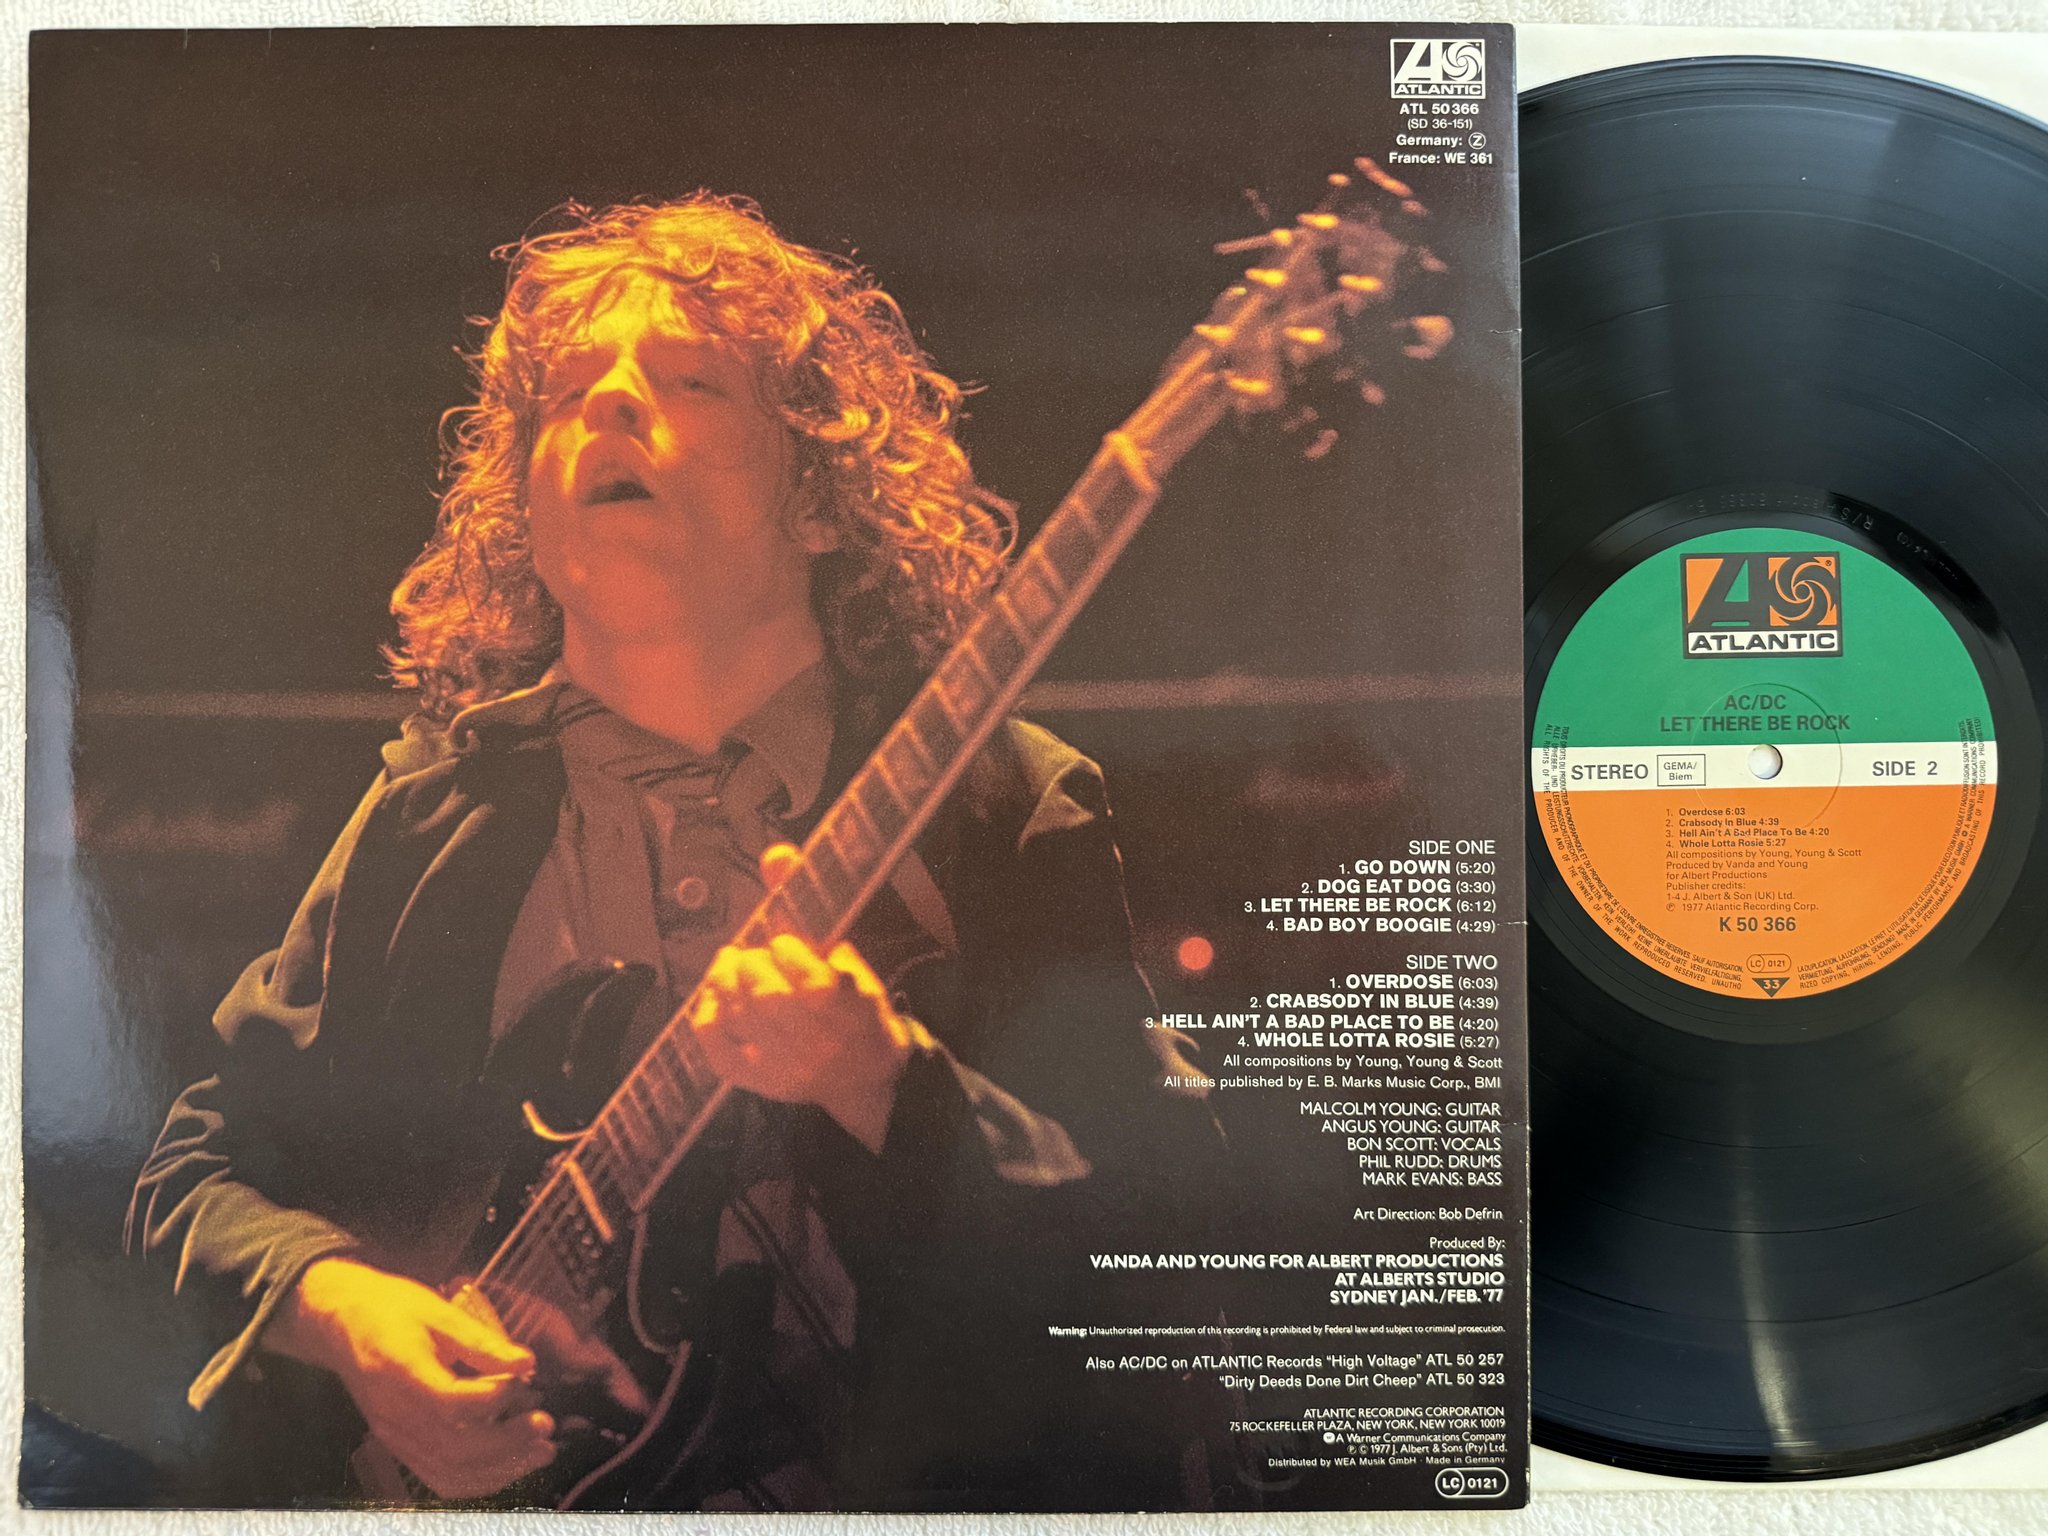 ATLANTIC
ATL 50 366
(SD 36-151)
Germany: Z
France: WE 361
SIDE ONE
1. GO DOWN (5:20)
2. DOG EAT DOG (3:30)
3. LET THERE BE ROCK (6:12)
4. BAD BOY BOOGIE (4:29)
SIDE TWO
1. OVERDOSE (6:03)
2. CRABSODY IN BLUE (4:39)
3. HELL AIN'T A BAD PLACE TO BE (4:20)
4. WHOLE LOTTA ROSIE (5:27)
All compositions by Young, Young & Scott
All titles published by E. B. Marks Music Corp., BMI
MALCOLM YOUNG: GUITAR
ANGUS YOUNG: GUITAR
BON SCOTT: VOCALS
PHIL RUDD: DRUMS
MARK EVANS: BASS
Art Direction: Bob Defrin
Produced By:
VANDA AND YOUNG FOR ALBERT PRODUCTIONS
AT ALBERTS STUDIO
SYDNEY JAN./FEB. '77
Warning: Unauthorized reproduction of this recording is prohibited by Federal law and subject to criminal prosecution.
Also AC/DC on ATLANTIC Records "High Voltage" ATL 50 257
"Dirty Deeds Done Dirt Cheep" ATL 50 323
ATLANTIC RECORDING CORPORATION
75 ROCKEFELLER PLAZA, NEW YORK, NEW YORK 10019
A Warner Communications Company
℗ © 1977 J. Albert & Sons (Pty) Ltd.
Distributed by WEA Musik GmbH · Made in Germany
LC 0121
ATLANTIC
AC/DC
LET THERE BE ROCK
STEREO
GEMA/
Biem
SIDE 2
1. Overdose 6:03
2. Crabsody In Blue 4:39
3. Hell Ain't A Bad Place To Be 4:20
4. Whole Lotta Rosie 5:27
All compositions by Young, Young & Scott
Produced by Vanda and Young
for Albert Productions
Publisher credits:
1-4 J. Albert & Son (UK) Ltd.
℗ 1977 Atlantic Recording Corp.
K 50 366
LC 0121
33